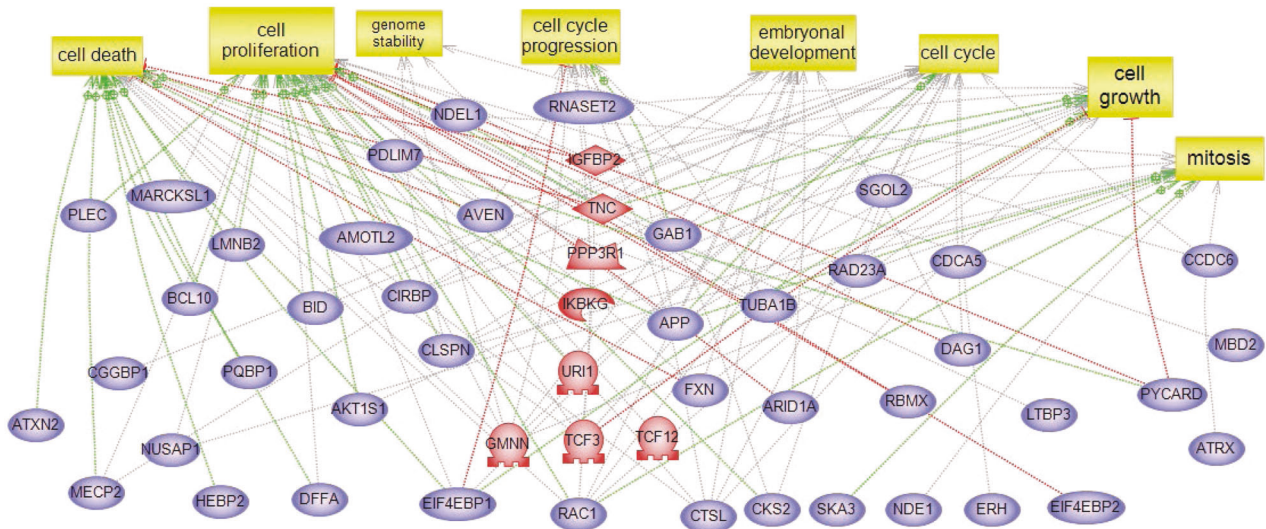 cell death
cell
proliferation
genome
stability
cell cycle
progression
embryonal
development
cell cycle
cell
growth
mitosis
NDEL1
RNASET2
PDLIM7
IGFBP2
MARCKSL1
SGOL2
PLEC
AVEN
TNC
LMNB2
AMOTL2
GAB1
PPP3R1
RAD23A
CDCA5
CCDC6
BCL10
BID
CIRBP
IKBKG
TUBA1B
APP
CLSPN
DAG1
MBD2
CGGBP1
PQBP1
URI1
FXN
ARID1A
RBMX
PYCARD
AKT1S1
LTBP3
ATXN2
NUSAP1
GMNN
TCF3
TCF12
ATRX
MECP2
HEBP2
DFFA
EIF4EBP1
RAC1
CTSL
CKS2
SKA3
NDE1
ERH
EIF4EBP2